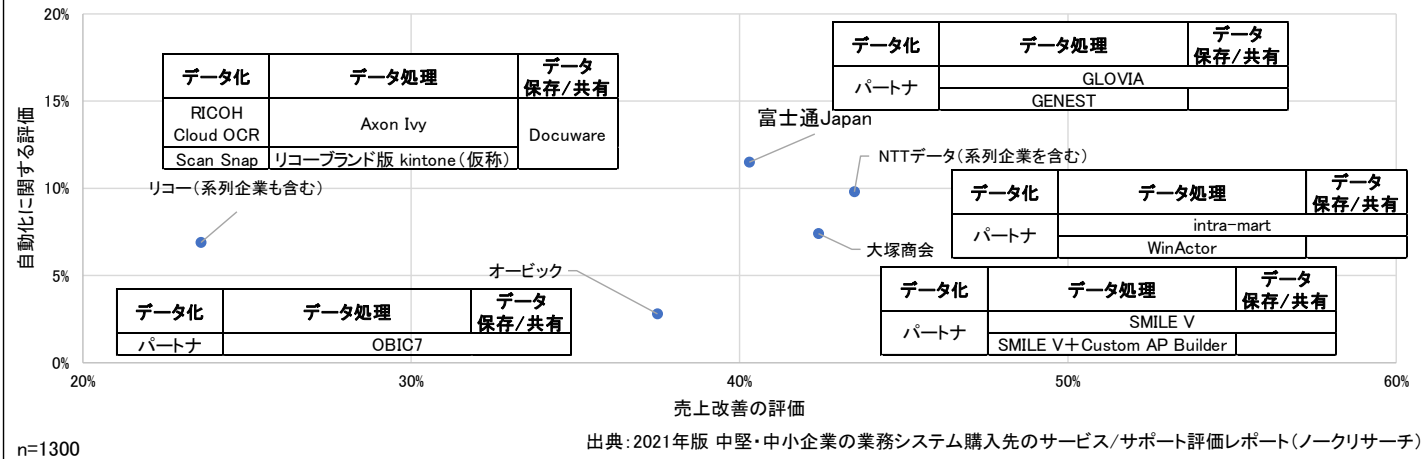 20%
15%
10%
5%
0%
自動化に関する評価
データ化 データ処理 データ
保存/共有
RICOH
Cloud OCR
Axon Ivy
Docuware
Scan Snap リコーブランド版 kintone(仮称)
リコー(系列企業も含む)
データ化 データ処理 データ
保存/共有
パートナ
GLOVIA
GENEST
富士通Japan
NTTデータ(系列企業を含む)
データ化 データ処理 データ
保存/共有
パートナ
intra-mart
WinActor
大塚商会
データ化 データ処理 データ
保存/共有
パートナ
SMILE V
SMILE V+Custom AP Builder
オービック
データ化 データ処理 データ
保存/共有
パートナ OBIC7
20% 30% 40% 50% 60%
売上改善の評価
n=1300
出典:2021年版 中堅・中小企業の業務システム購入先のサービス/サポート評価レポート(ノークリサーチ)